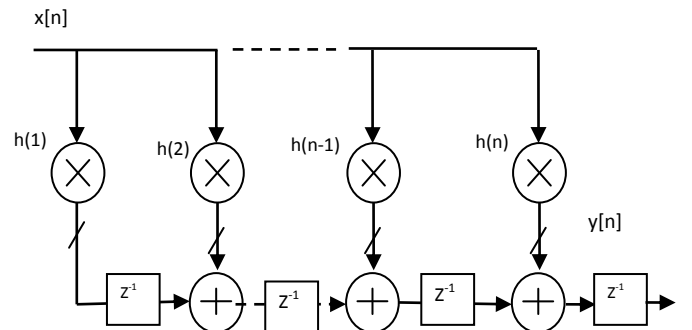 x[n]
h(1)
h(2)
h(n-1)
h(n)
y[n]
Z⁻¹
Z⁻¹
Z⁻¹
Z⁻¹